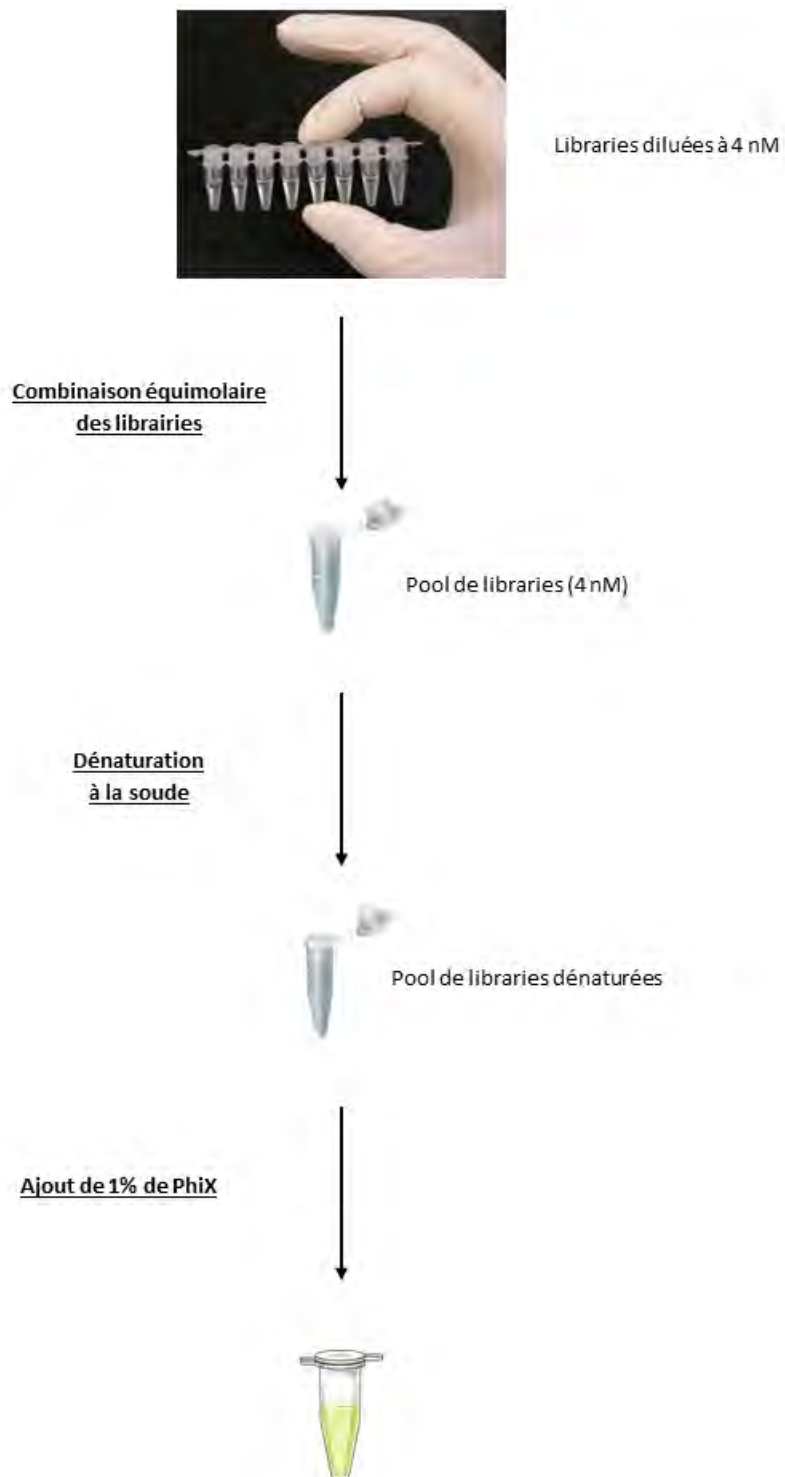 Libraries diluées à 4 nM
Combinaison équimolaire
des librairies
Pool de libraries (4 nM)
Dénaturation
à la soude
Pool de libraries dénaturées
Ajout de 1% de PhiX